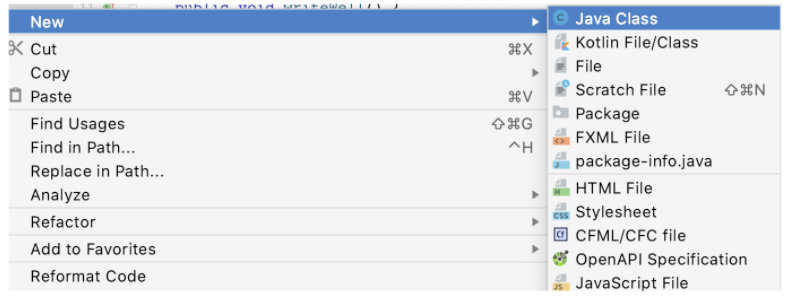 public void writeWell() {
New
Cut ⌘X
Copy
Paste ⌘V
Find Usages ⇧⌘G
Find in Path... ^H
Replace in Path...
Analyze
Refactor
Add to Favorites
Reformat Code
Java Class
Kotlin File/Class
File
Scratch File ⇧⌘N
Package
FXML File
package-info.java
HTML File
Stylesheet
CFML/CFC file
OpenAPI Specification
JavaScript File